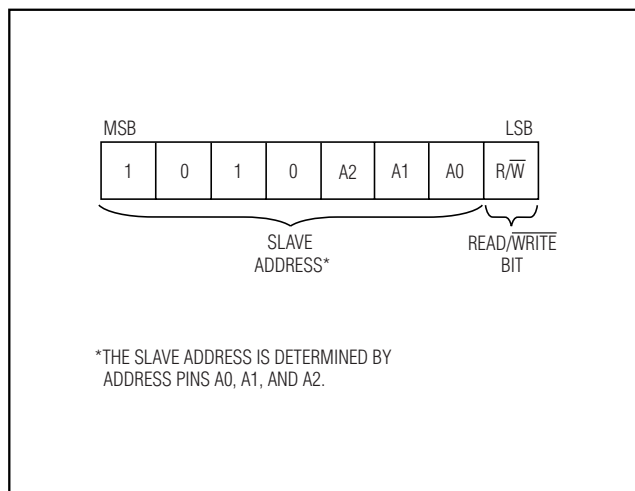 MSB LSB
1 0 1 0 A2 A1 A0 R/W̅
SLAVE READ/W̅R̅I̅T̅E̅
ADDRESS* BIT
*THE SLAVE ADDRESS IS DETERMINED BY
ADDRESS PINS A0, A1, AND A2.